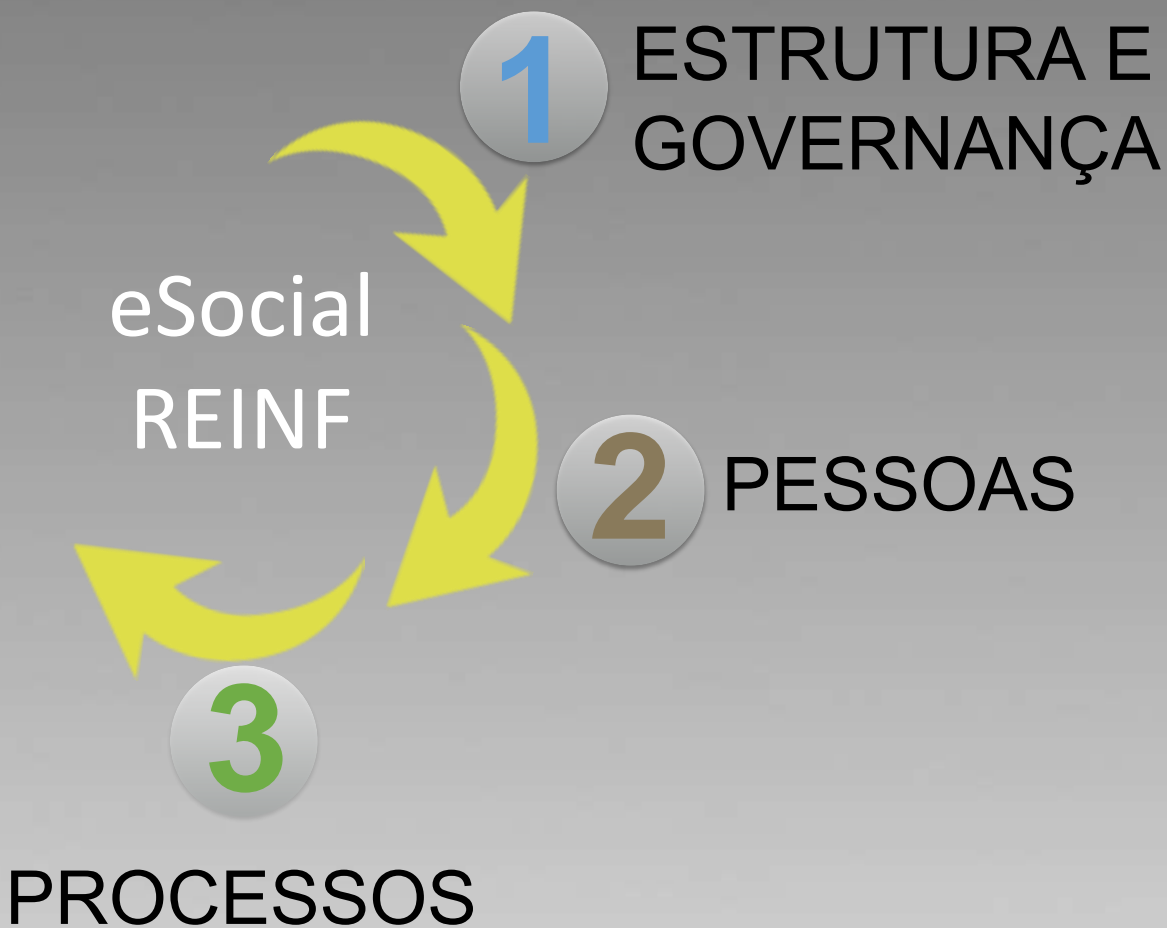 1
ESTRUTURA E
GOVERNANÇA
eSocial
REINF
2
PESSOAS
3
PROCESSOS